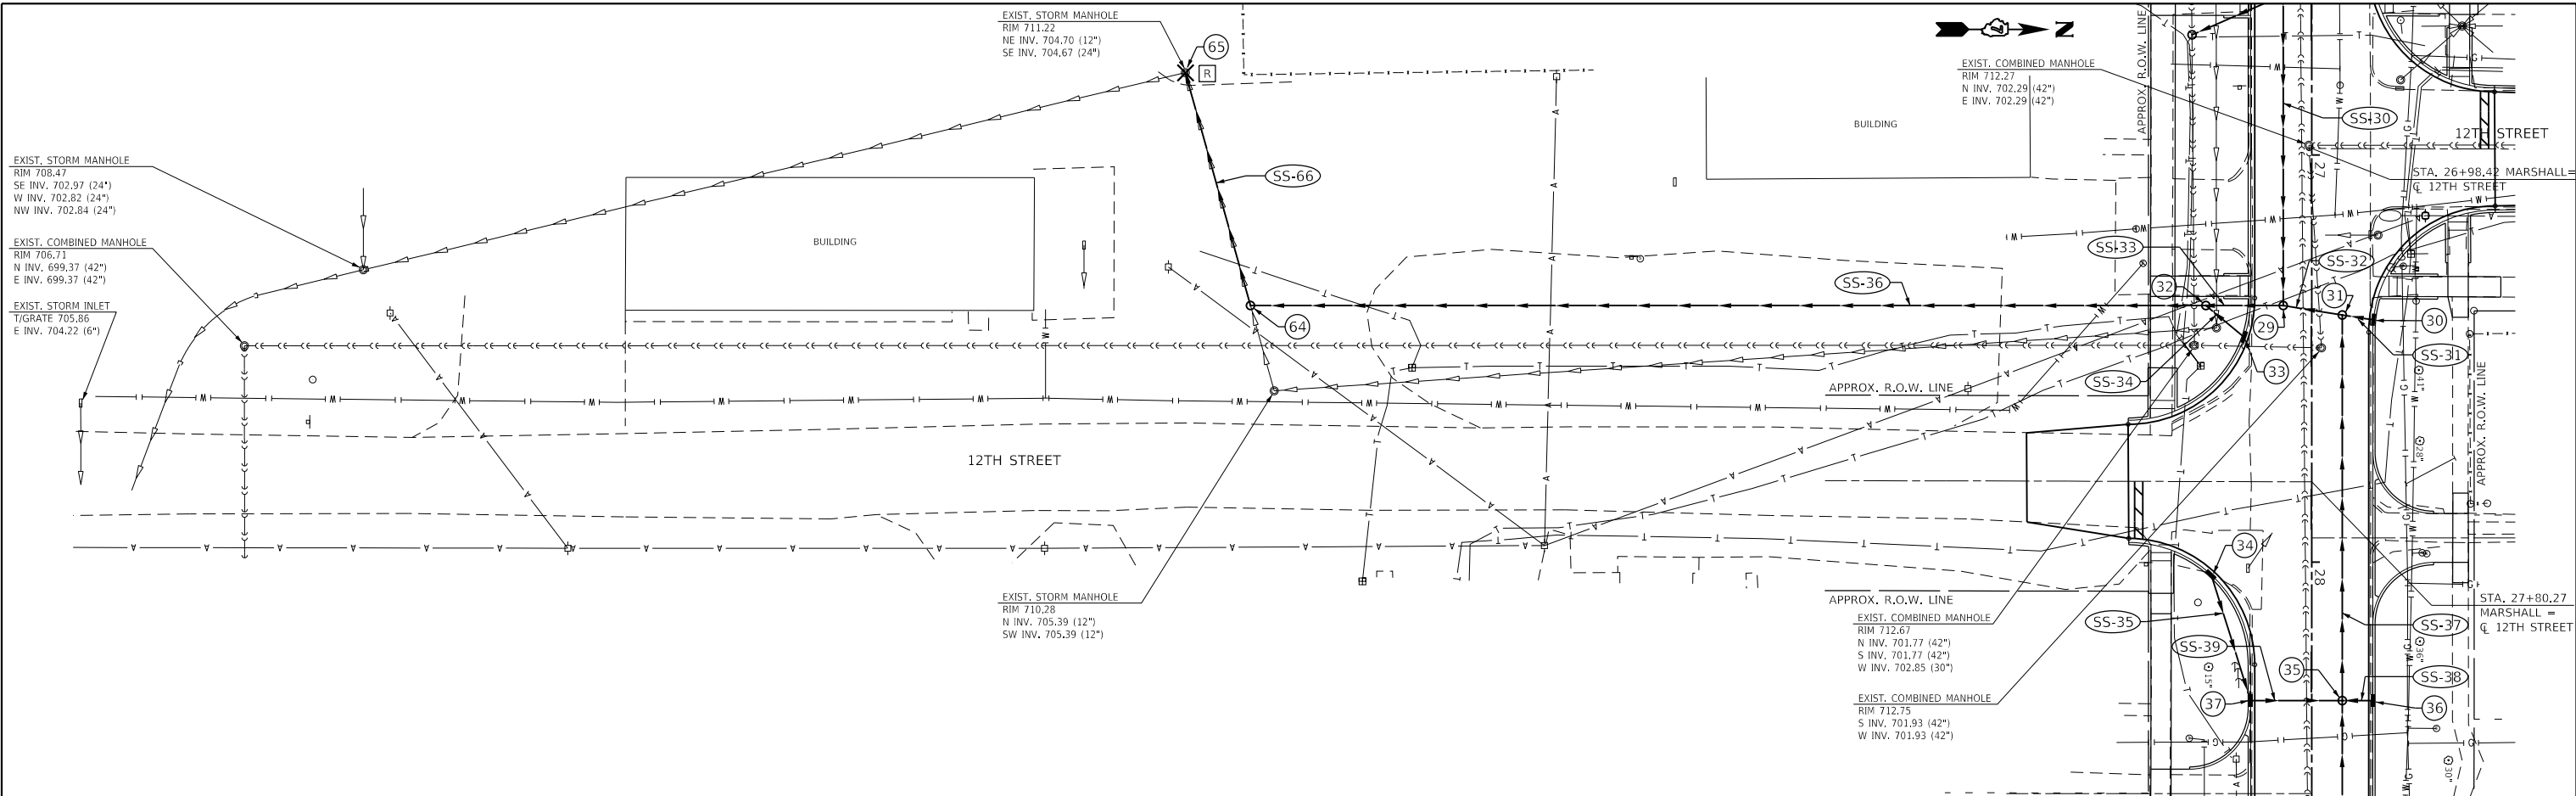 EXIST. STORM MANHOLE
RIM 711.22
NE INV. 704.70 (12")
SE INV. 704.67 (24")
65
R
N
EXIST. COMBINED MANHOLE
RIM 712.27
N INV. 702.29 (42")
E INV. 702.29 (42")
APPROX. R.O.W. LINE
SS-30
12TH STREET
BUILDING
27
STA. 26+98.42 MARSHALL=
℄ 12TH STREET
EXIST. STORM MANHOLE
RIM 708.47
SE INV. 702.97 (24")
W INV. 702.82 (24")
NW INV. 702.84 (24")
SS-66
BUILDING
EXIST. COMBINED MANHOLE
RIM 706.71
N INV. 699.37 (42")
E INV. 699.37 (42")
EXIST. STORM INLET
T/GRATE 705.86
E INV. 704.22 (6")
SS-33
SS-32
SS-36
32
31
64
29
30
SS-31
SS-34
33
41"
APPROX. R.O.W. LINE
APPROX. R.O.W. LINE
28"
12TH STREET
34
28
EXIST. STORM MANHOLE
RIM 710.28
N INV. 705.39 (12")
SW INV. 705.39 (12")
APPROX. R.O.W. LINE
STA. 27+80.27
MARSHALL =
℄ 12TH STREET
EXIST. COMBINED MANHOLE
RIM 712.67
N INV. 701.77 (42")
S INV. 701.77 (42")
W INV. 702.85 (30")
SS-35
SS-37
SS-39
36"
15"
35
SS-38
37
36
EXIST. COMBINED MANHOLE
RIM 712.75
S INV. 701.93 (42")
W INV. 701.93 (42")
30"